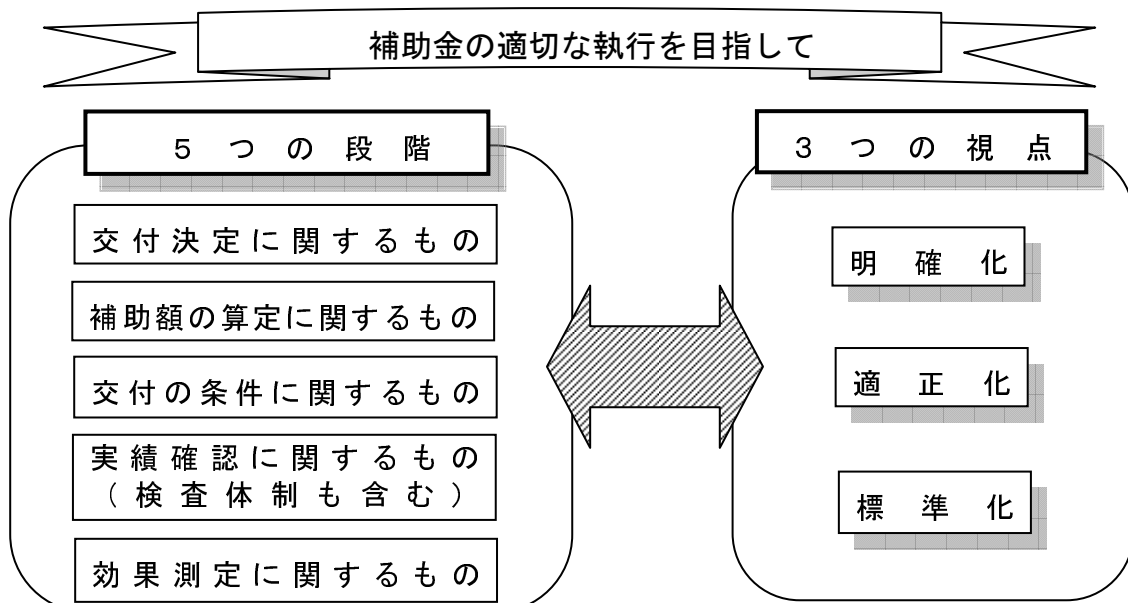 補助金の適切な執行を目指して
5つの段階
交付決定に関するもの
補助額の算定に関するもの
交付の条件に関するもの
実績確認に関するもの
（検査体制も含む）
効果測定に関するもの
3つの視点
明確化
適正化
標準化